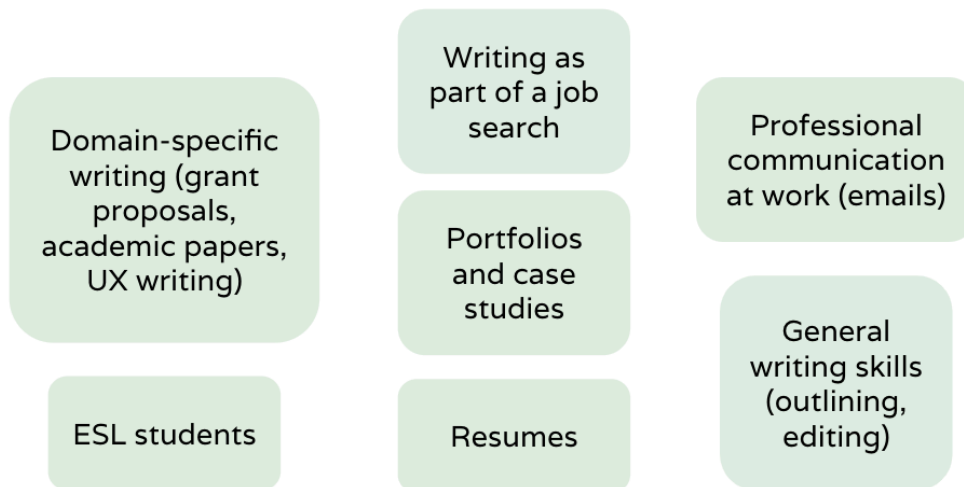 Domain-specific
writing (grant
proposals,
academic papers,
UX writing)
ESL students
Writing as
part of a job
search
Portfolios
and case
studies
Resumes
Professional
communication
at work (emails)
General
writing skills
(outlining,
editing)